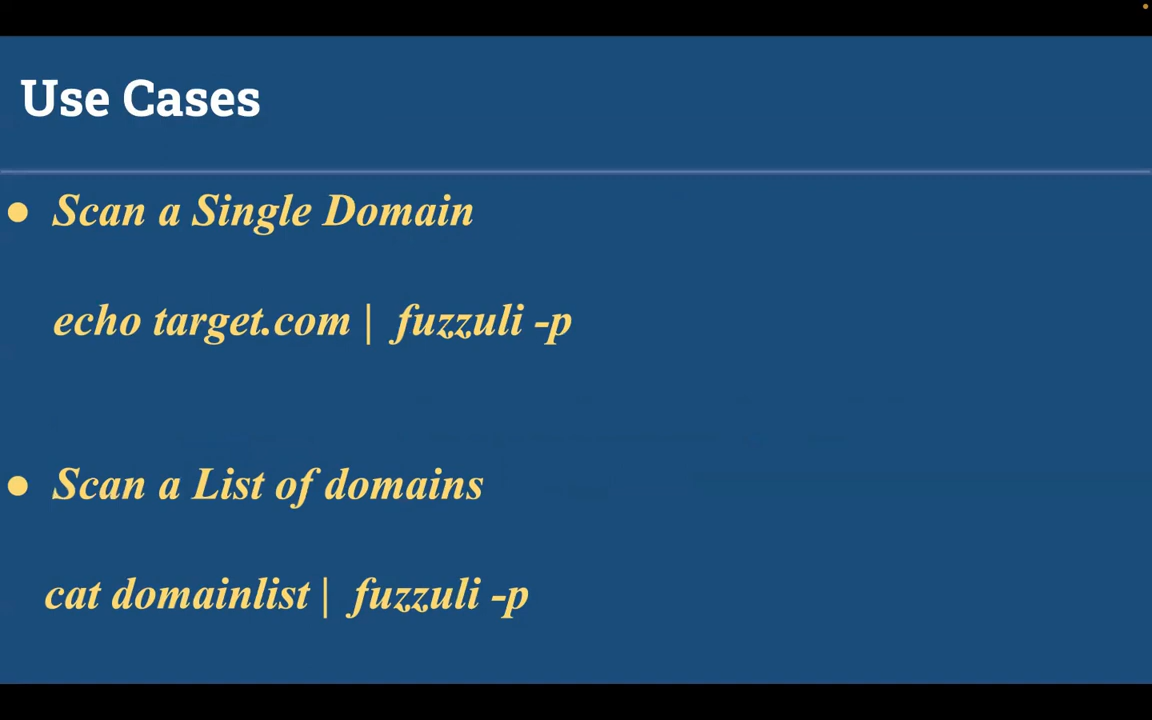 Use Cases
● Scan a Single Domain
echo target.com | fuzzuli -p
● Scan a List of domains
cat domainlist | fuzzuli -p